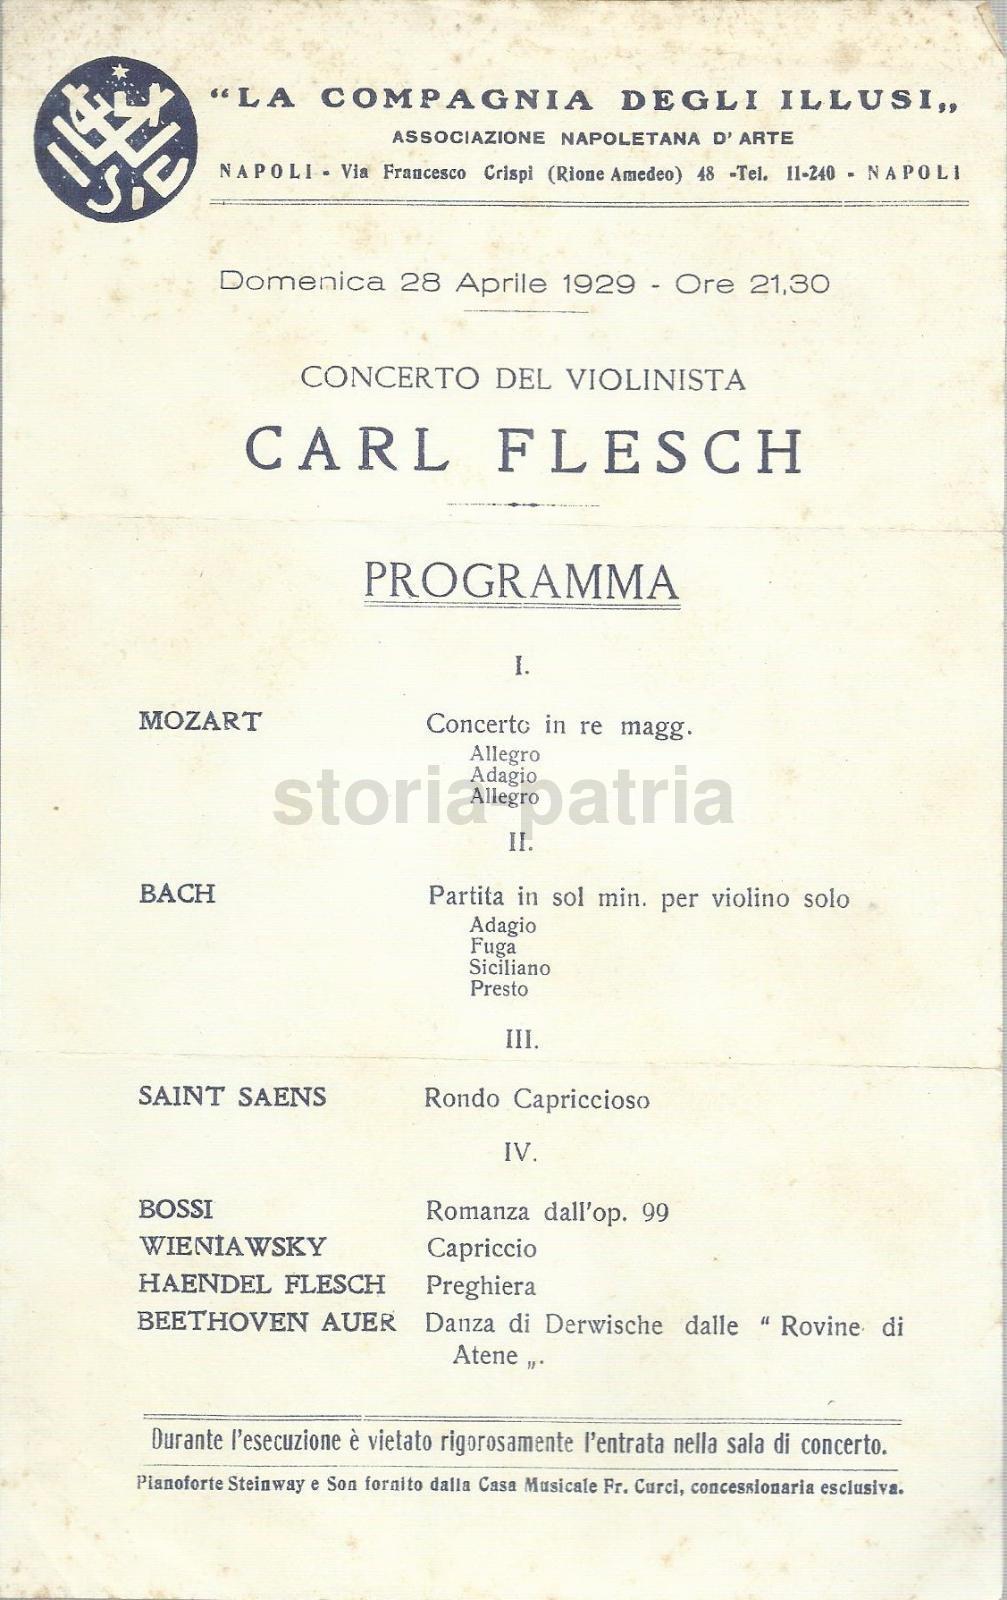 “LA COMPAGNIA DEGLI ILLUSI„
ASSOCIAZIONE NAPOLETANA D'ARTE
NAPOLI - Via Francesco Crispi (Rione Amedeo) 48 -Tel. 11-240 - NAPOLI
Domenica 28 Aprile 1929 - Ore 21,30
CONCERTO DEL VIOLINISTA
CARL FLESCH
PROGRAMMA
I.
MOZART Concerto in re magg.
Allegro
Adagio
Allegro
storia-patria
II.
BACH Partita in sol min. per violino solo
Adagio
Fuga
Siciliano
Presto
III.
SAINT SAENS Rondo Capriccioso
IV.
BOSSI Romanza dall'op. 99
WIENIAWSKY Capriccio
HAENDEL FLESCH Preghiera
BEETHOVEN AUER Danza di Derwische dalle “ Rovine di
Atene „.
Durante l'esecuzione è vietato rigorosamente l'entrata nella sala di concerto.
Pianoforte Steinway e Son fornito dalla Casa Musicale Fr. Curci, concessionaria esclusiva.